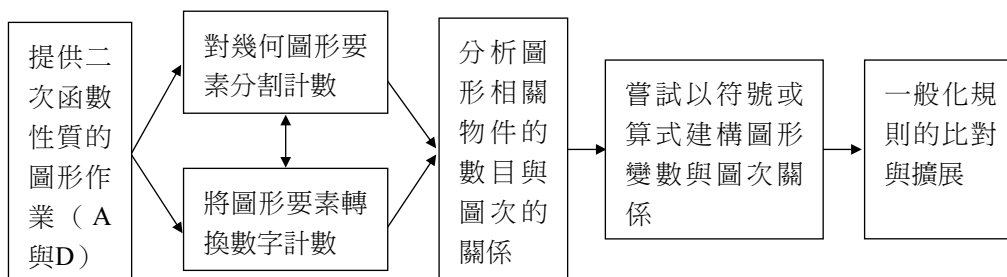 提供二
次函數
性質的
圖形作
業（A
與D）
對幾何圖形要
素分割計數
將圖形要素轉
換數字計數
分析圖
形相關
物件的
數目與
圖次的
關係
嘗試以符號或
算式建構圖形
變數與圖次關
係
一般化規
則的比對
與擴展